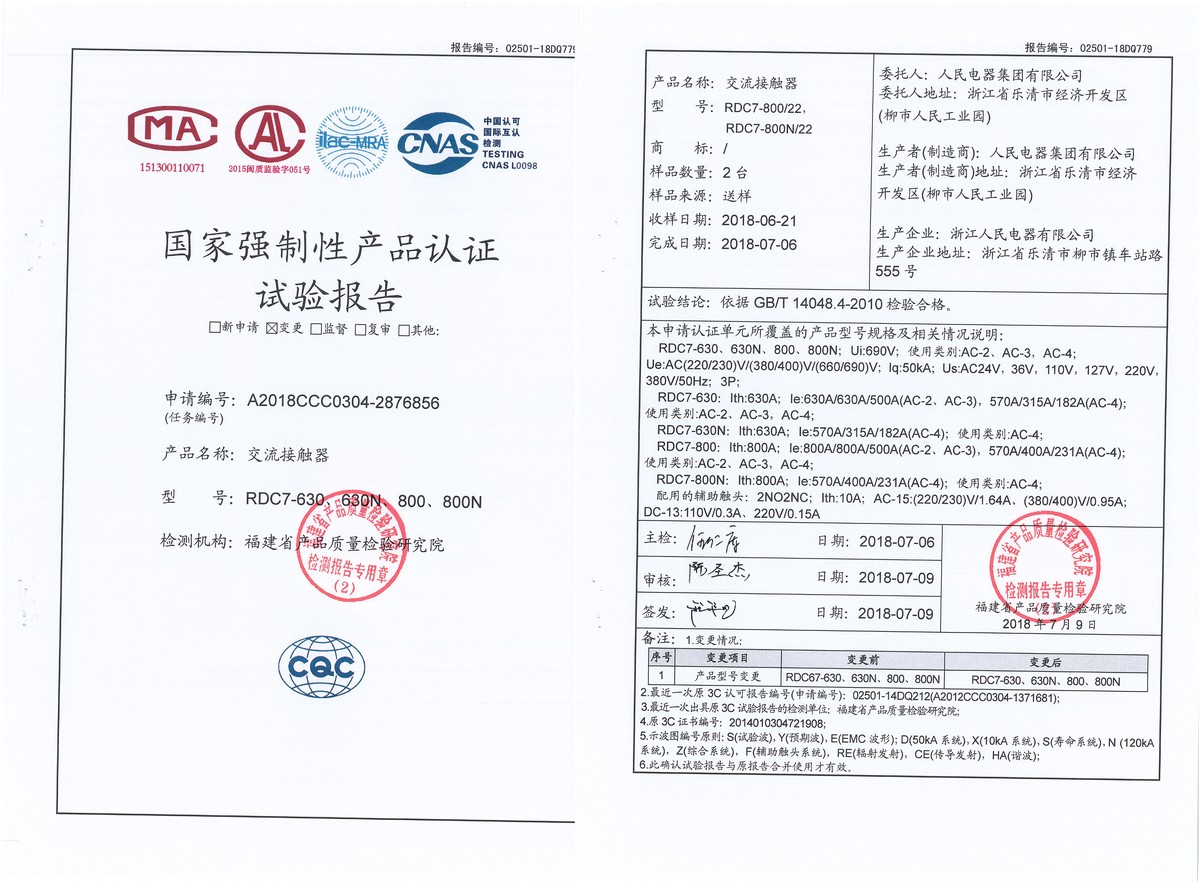 报告编号：02501-18DQ779
MA
151300110071
AL
2015闽质监验字051号
ilac-MRA
CNAS
中国认可
国际互认
检测
TESTING
CNAS L0098
国家强制性产品认证
试验报告
□新申请 ☒变更 □监督 □复审 □其他:
申请编号：A2018CCC0304-2876856
(任务编号)
产品名称：交流接触器
型 号：RDC7-630、630N、800、800N
检测机构：福建省产品质量检验研究院
福建省产品质量检验研究院
检测报告专用章
(2)
CQC
报告编号：02501-18DQ779
产品名称：交流接触器
型 号：RDC7-800/22，
RDC7-800N/22
商 标：/
样品数量：2 台
样品来源：送样
收样日期：2018-06-21
完成日期：2018-07-06
委托人：人民电器集团有限公司
委托人地址：浙江省乐清市经济开发区
(柳市人民工业园)
生产者(制造商)：人民电器集团有限公司
生产者(制造商)地址：浙江省乐清市经济
开发区(柳市人民工业园)
生产企业：浙江人民电器有限公司
生产企业地址：浙江省乐清市柳市镇车站路
555 号
试验结论：依据 GB/T 14048.4-2010 检验合格。
本申请认证单元所覆盖的产品型号规格及相关情况说明：
RDC7-630、630N、800、800N；Ui:690V；使用类别:AC-2、AC-3，AC-4；
Ue:AC(220/230)V/(380/400)V/(660/690)V；Iq:50kA；Us:AC24V，36V，110V，127V，220V，
380V/50Hz；3P；
RDC7-630：Ith:630A；Ie:630A/630A/500A(AC-2、AC-3)，570A/315A/182A(AC-4)；
使用类别:AC-2、AC-3，AC-4；
RDC7-630N：Ith:630A；Ie:570A/315A/182A(AC-4)；使用类别:AC-4；
RDC7-800：Ith:800A；Ie:800A/800A/500A(AC-2、AC-3)，570A/400A/231A(AC-4)；
使用类别:AC-2、AC-3，AC-4；
RDC7-800N：Ith:800A；Ie:570A/400A/231A(AC-4)；使用类别:AC-4；
配用的辅助触头：2NO2NC；Ith:10A；AC-15:(220/230)V/1.64A、(380/400)V/0.95A；
DC-13:110V/0.3A、220V/0.15A
主检： 日期：2018-07-06
审核： 日期：2018-07-09
签发： 日期：2018-07-09
福建省产品质量检验研究院
检测报告专用章
(2)
福建省产品质量检验研究院
2018 年 7 月 9 日
备注：1.变更情况：
序号 变更项目 变更前 变更后
1 产品型号变更 RDC67-630、630N、800、800N RDC7-630、630N、800、800N
2.最近一次原 3C 认可报告编号(申请编号)：02501-14DQ212(A2012CCC0304-1371681);
3.最近一次出具原 3C 试验报告的检测单位：福建省产品质量检验研究院;
4.原 3C 证书编号：2014010304721908;
5.示波图编号原则：S(试验波), Y(预期波), E(EMC 波形); D(50kA 系统), X(10kA 系统), S(寿命系统), N (120kA
系统)，Z(综合系统)，F(辅助触头系统)，RE(辐射发射)，CE(传导发射)，HA(谐波);
6.此确认试验报告与原报告合并使用才有效。